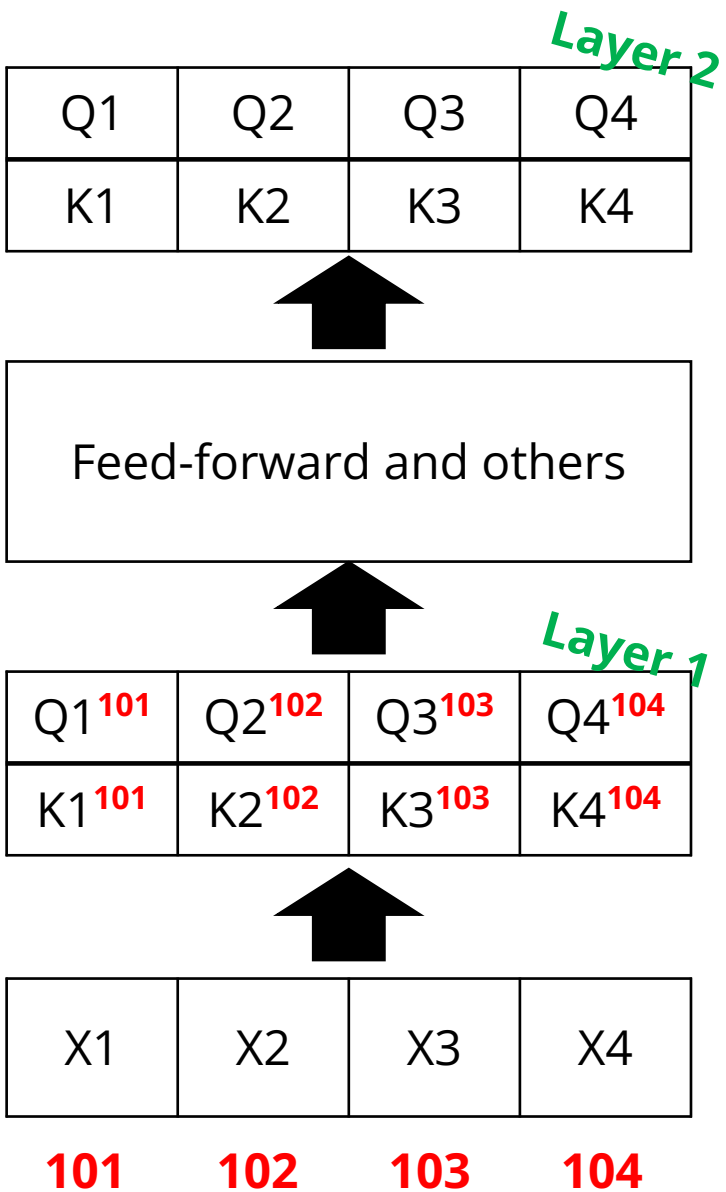 Layer 2
Q1 Q2 Q3 Q4
K1 K2 K3 K4
Feed-forward and others
Layer 1
Q1101 Q2102 Q3103 Q4104
K1101 K2102 K3103 K4104
X1 X2 X3 X4
101 102 103 104